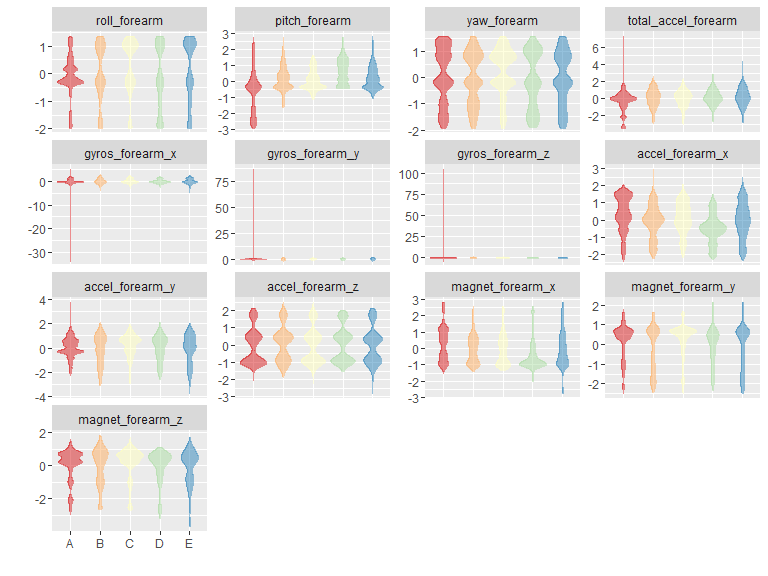 roll_forearm pitch_forearm yaw_forearm total_accel_forearm
1 0 -1 -2
3 2 1 0 -1 -2 -3
1 0 -1 -2
6 4 2 0 -2
gyros_forearm_x gyros_forearm_y gyros_forearm_z accel_forearm_x
0 -10 -20 -30
75 50 25 0
100 75 50 25 0
3 2 1 0 -1 -2
accel_forearm_y accel_forearm_z magnet_forearm_x magnet_forearm_y
4 2 0 -2 -4
2 1 0 -1 -2 -3
3 2 1 0 -1 -2 -3
2 1 0 -1 -2
magnet_forearm_z
2 0 -2
A B C D E